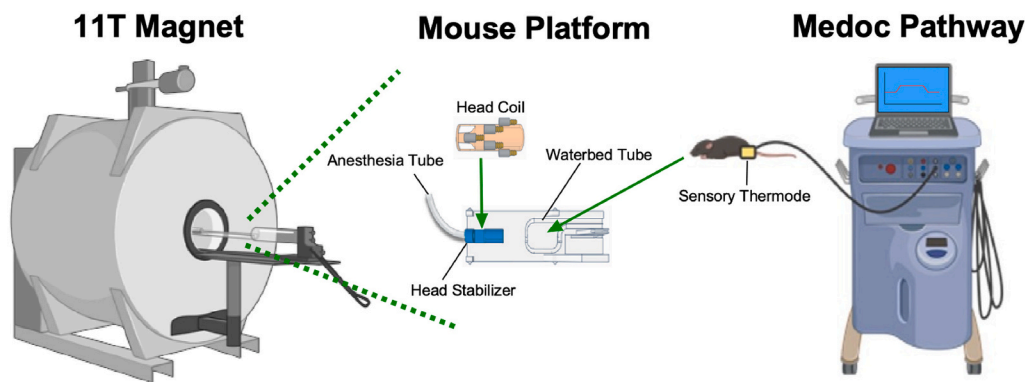 11T Magnet
Mouse Platform
Medoc Pathway
Head Coil
Anesthesia Tube
Waterbed Tube
Sensory Thermode
Head Stabilizer